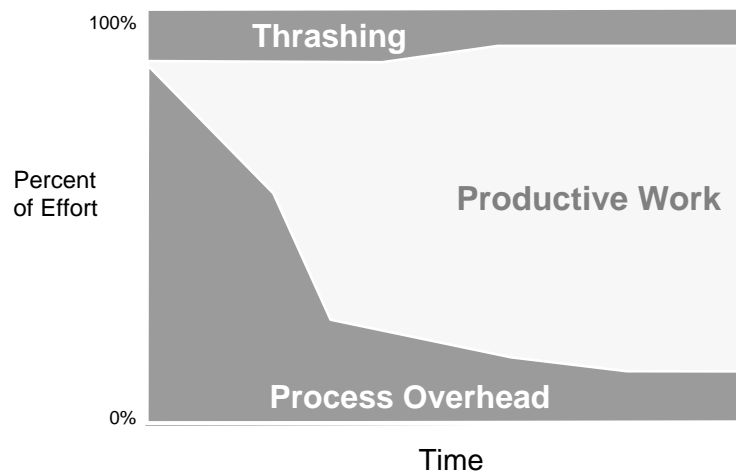 100%
Thrashing
Percent
of Effort
Productive Work
Process Overhead
0%
Time